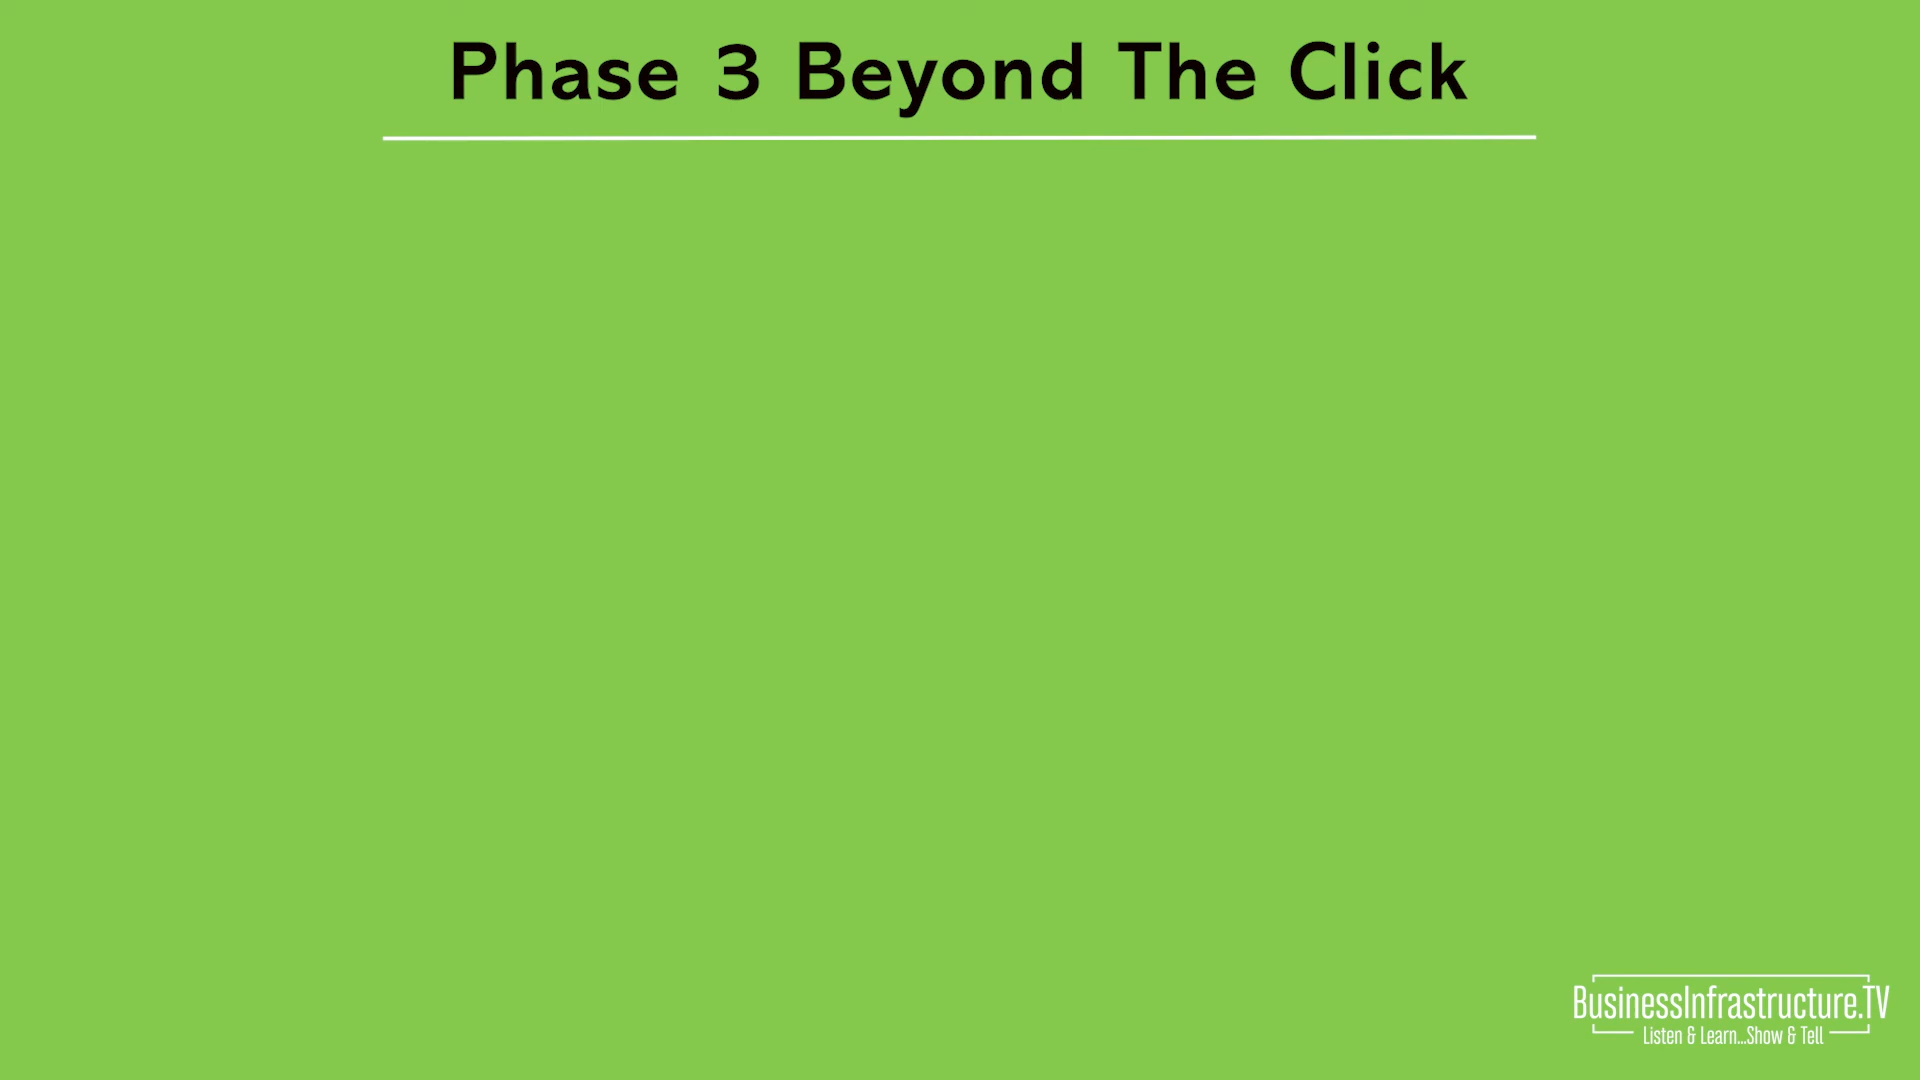 Phase 3 Beyond The Click
BusinessInfrastructure.TV
Listen & Learn...Show & Tell